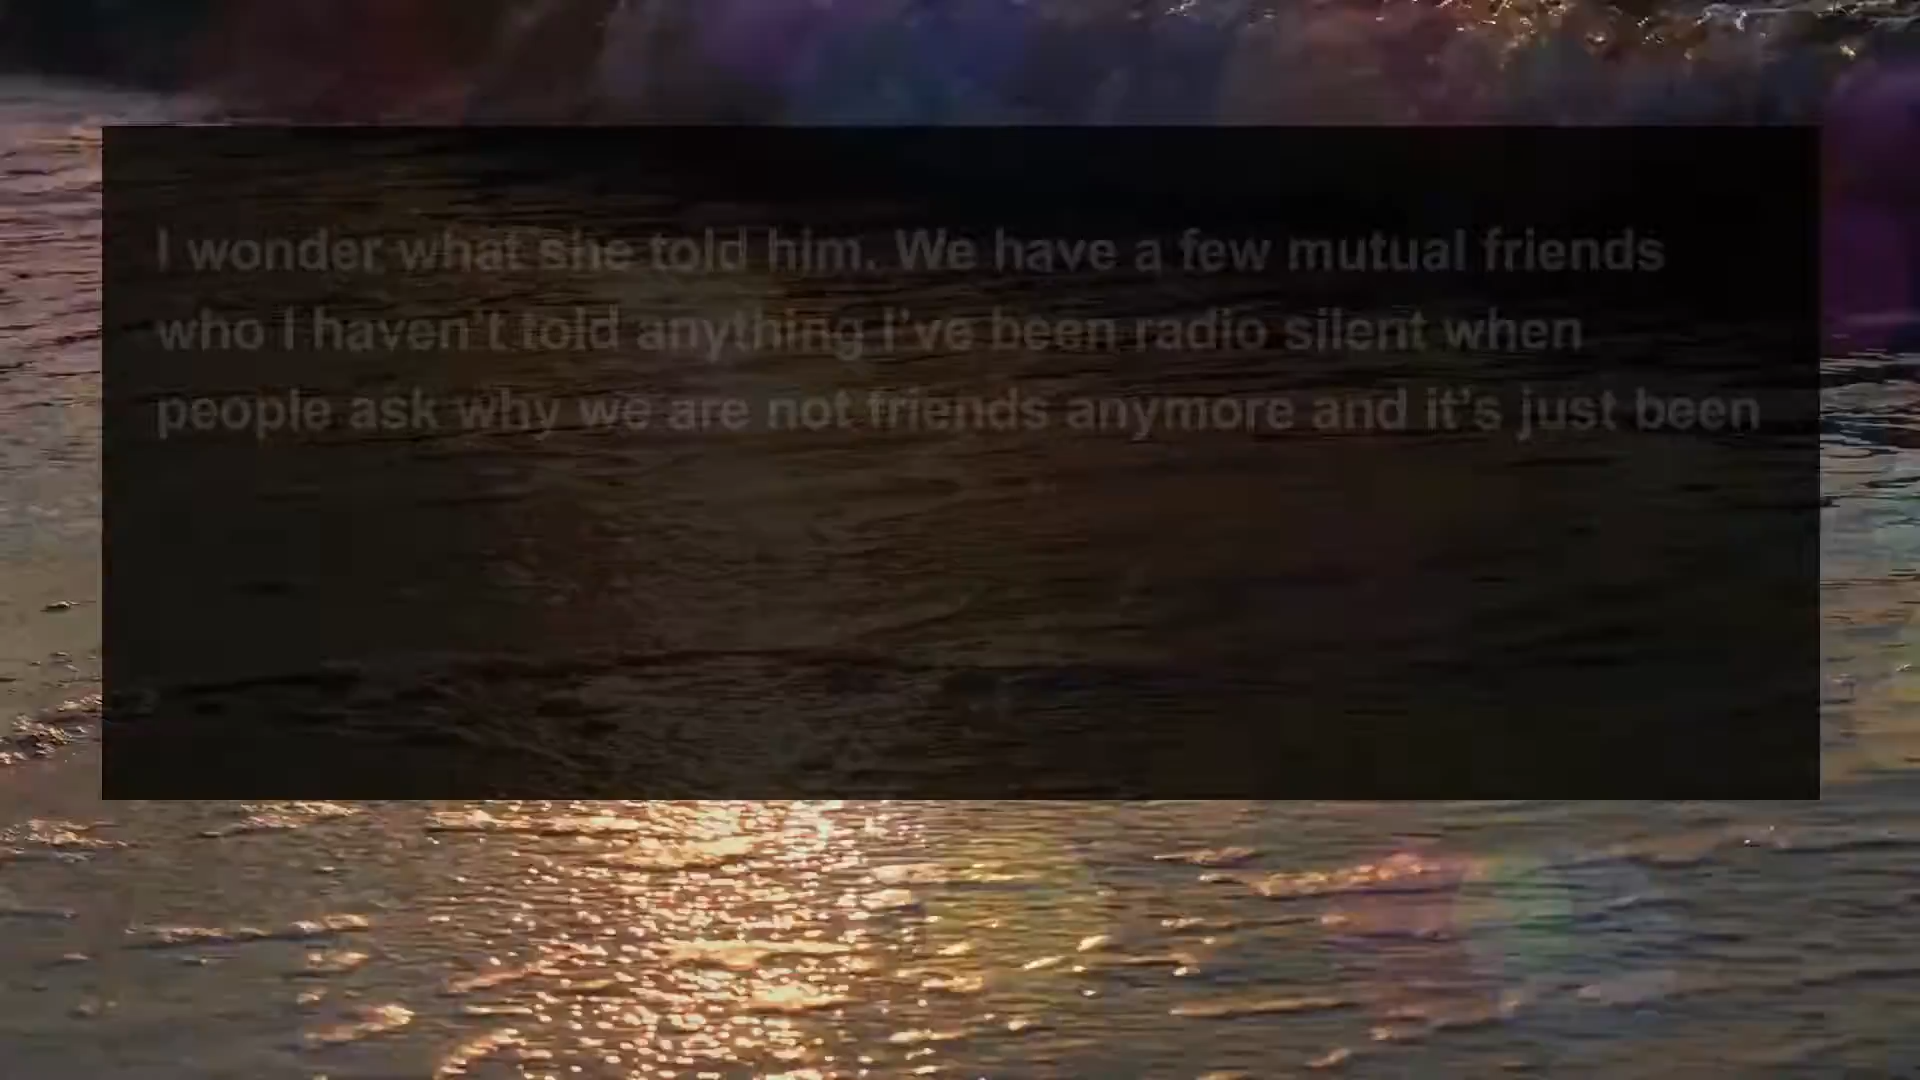 I wonder what she told him. We have a few mutual friends
who I haven't told anything I've been radio silent when
people ask why we are not friends anymore and it's just been